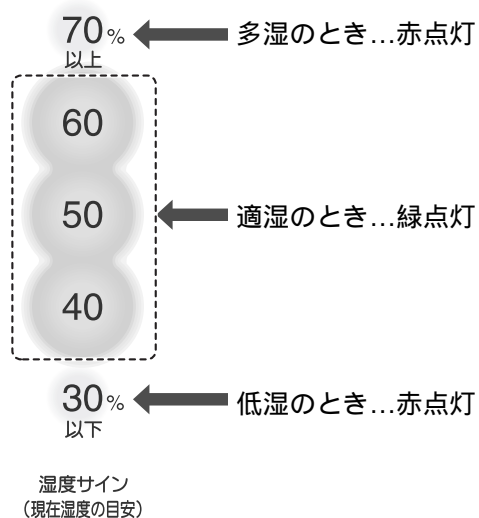 70% 多湿のとき…赤点灯
以上
60
50 適湿のとき…緑点灯
40
30% 低湿のとき…赤点灯
以下
湿度サイン
（現在湿度の目安）